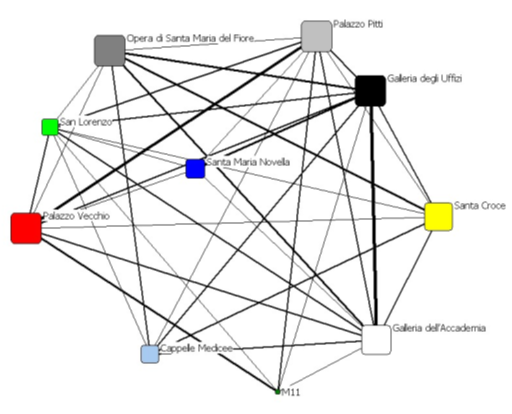 Palazzo Pitti
Opera di Santa Maria del Fiore
Galleria degli Uffizi
San Lorenzo
Santa Maria Novella
Santa Croce
Palazzo Vecchio
Galleria dell'Accademia
Cappelle Medicee
M11